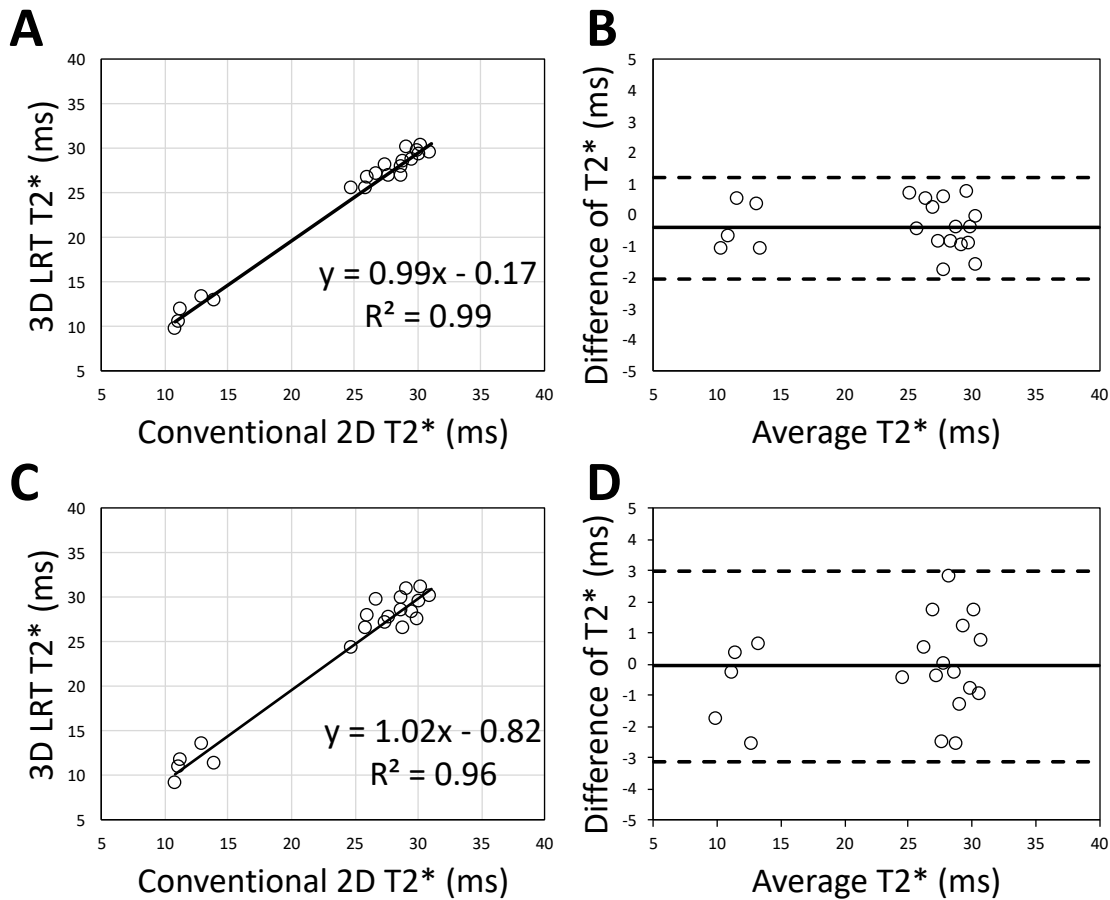 A
40
35
30
25
20
15
10
5
3D LRT T2* (ms)
y = 0.99x - 0.17
R² = 0.99
5 10 15 20 25 30 35 40
Conventional 2D T2* (ms)
B
5
4
3
2
1
0
-1
-2
-3
-4
-5
Difference of T2* (ms)
5 10 15 20 25 30 35 40
Average T2* (ms)
C
40
35
30
25
20
15
10
5
3D LRT T2* (ms)
y = 1.02x - 0.82
R² = 0.96
5 10 15 20 25 30 35 40
Conventional 2D T2* (ms)
D
5
4
3
2
1
0
-1
-2
-3
-4
-5
Difference of T2* (ms)
5 10 15 20 25 30 35 40
Average T2* (ms)